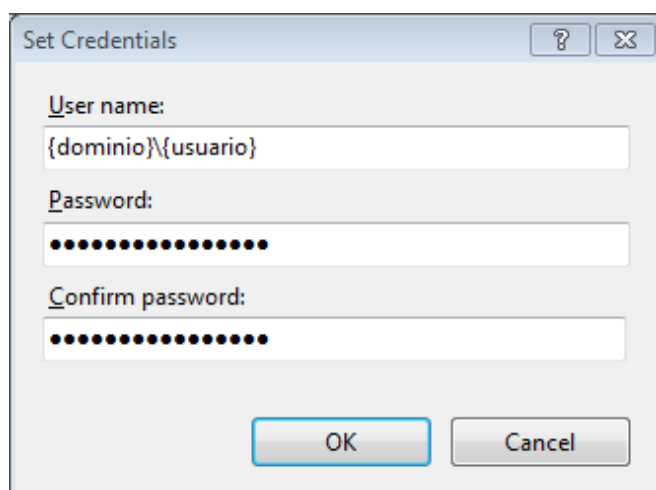 Set Credentials
User name:
{dominio}\{usuario}
Password:
••••••••••••••••
Confirm password:
••••••••••••••••
OK
Cancel